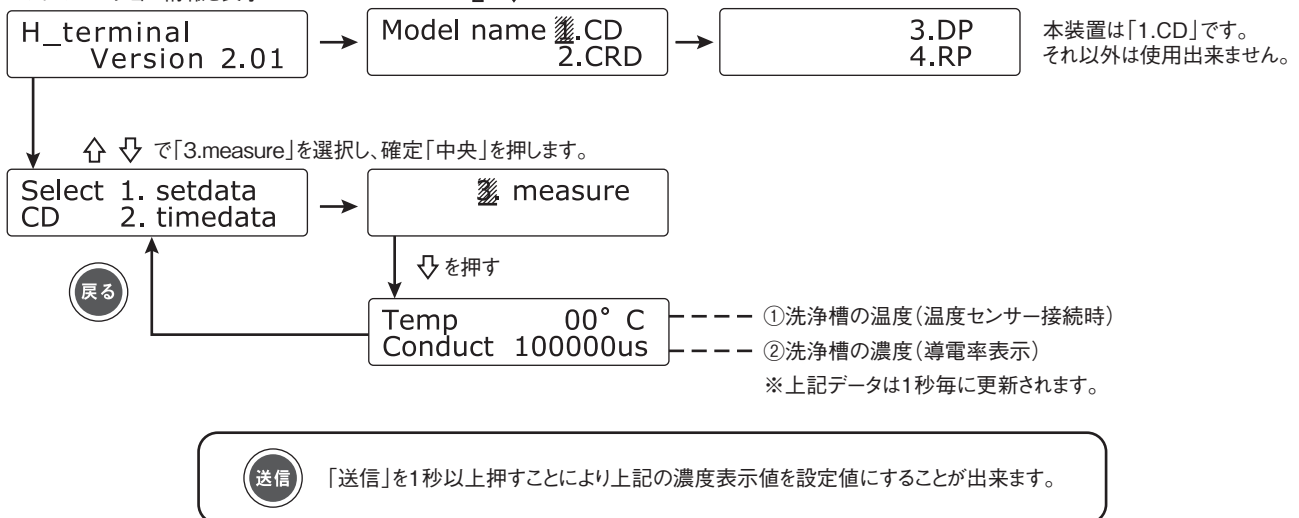 H_terminal
Version 2.01
Model name 1.CD
2.CRD
3.DP
4.RP
本装置は「1.CD」です。
それ以外は使用出来ません。
で「3.measure」を選択し、確定「中央」を押します。
Select 1. setdata
CD 2. timedata
3. measure
戻る
を押す
Temp 00° C
Conduct 100000us
①洗浄槽の温度(温度センサー接続時)
②洗浄槽の濃度(導電率表示)
※上記データは1秒毎に更新されます。
送信
「送信」を1秒以上押すことにより上記の濃度表示値を設定値にすることが出来ます。